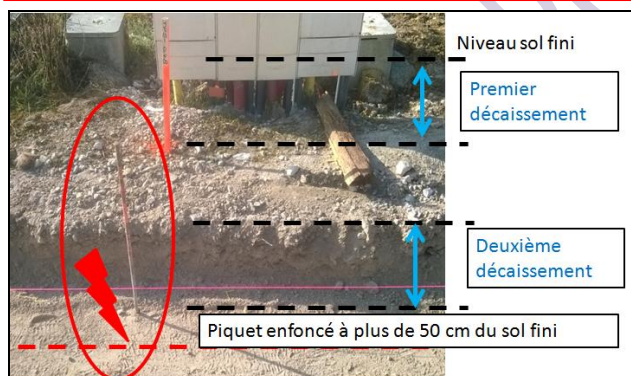 Niveau sol fini
Premier
décaissement
Deuxième
décaissement
Piquet enfoncé à plus de 50 cm du sol fini